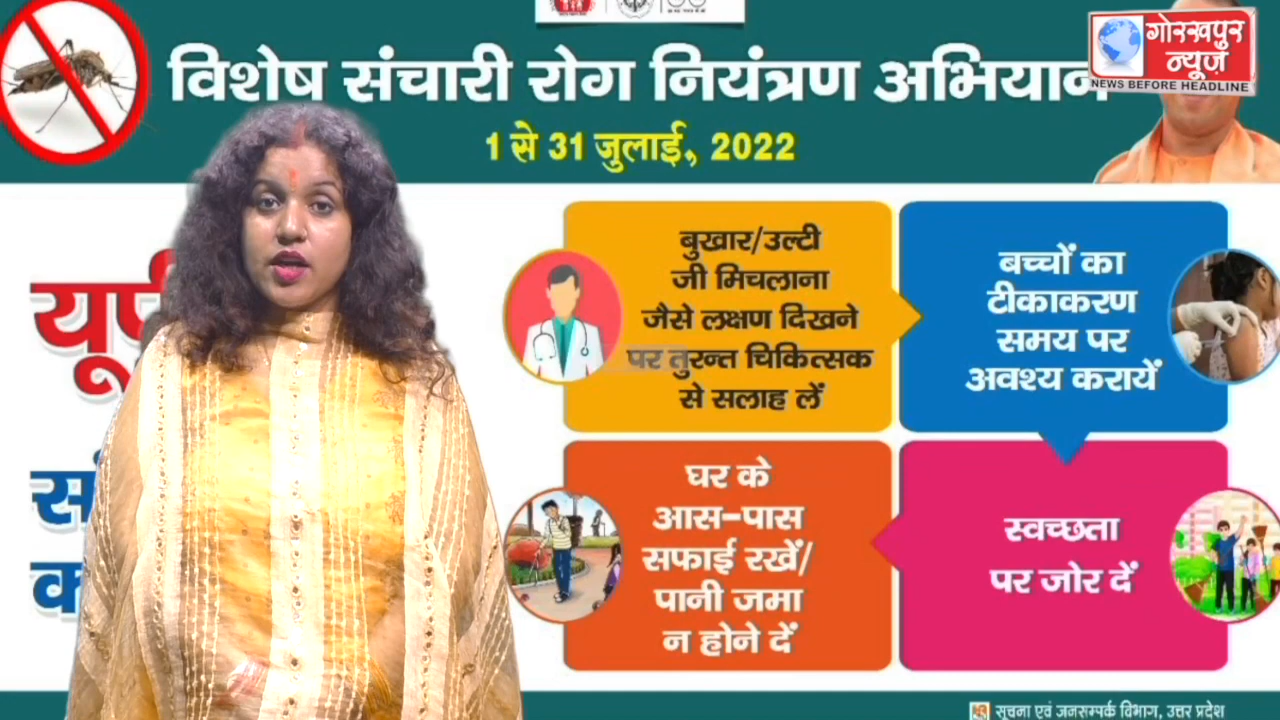 विशेष संचारी रोग नियंत्रण अभियान
1 से 31 जुलाई, 2022
गोरखपुर
न्यूज़
NEWS BEFORE HEADLINE
बुखार/उल्टी
जी मिचलाना
जैसे लक्षण दिखने
पर तुरन्त चिकित्सक
से सलाह लें
बच्चों का
टीकाकरण
समय पर
अवश्य करायें
घर के
आस-पास
सफाई रखें/
पानी जमा
न होने दें
स्वच्छता
पर जोर दें
सूचना एवं जनसम्पर्क विभाग, उत्तर प्रदेश